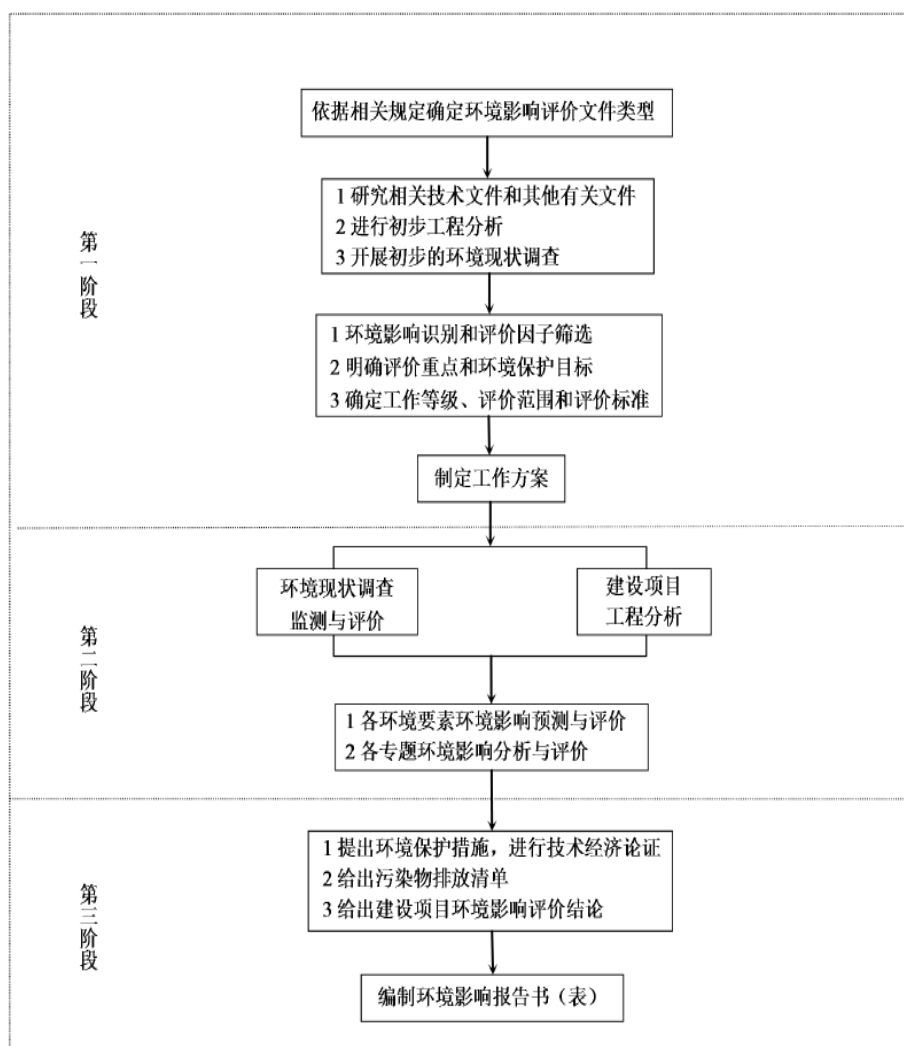 依据相关规定确定环境影响评价文件类型
1 研究相关技术文件和其他有关文件
2 进行初步工程分析
3 开展初步的环境现状调查
第一阶段
1 环境影响识别和评价因子筛选
2 明确评价重点和环境保护目标
3 确定工作等级、评价范围和评价标准
制定工作方案
环境现状调查
监测与评价
建设项目
工程分析
第二阶段
1 各环境要素环境影响预测与评价
2 各专题环境影响分析与评价
1 提出环境保护措施，进行技术经济论证
2 给出污染物排放清单
3 给出建设项目环境影响评价结论
第三阶段
编制环境影响报告书（表）